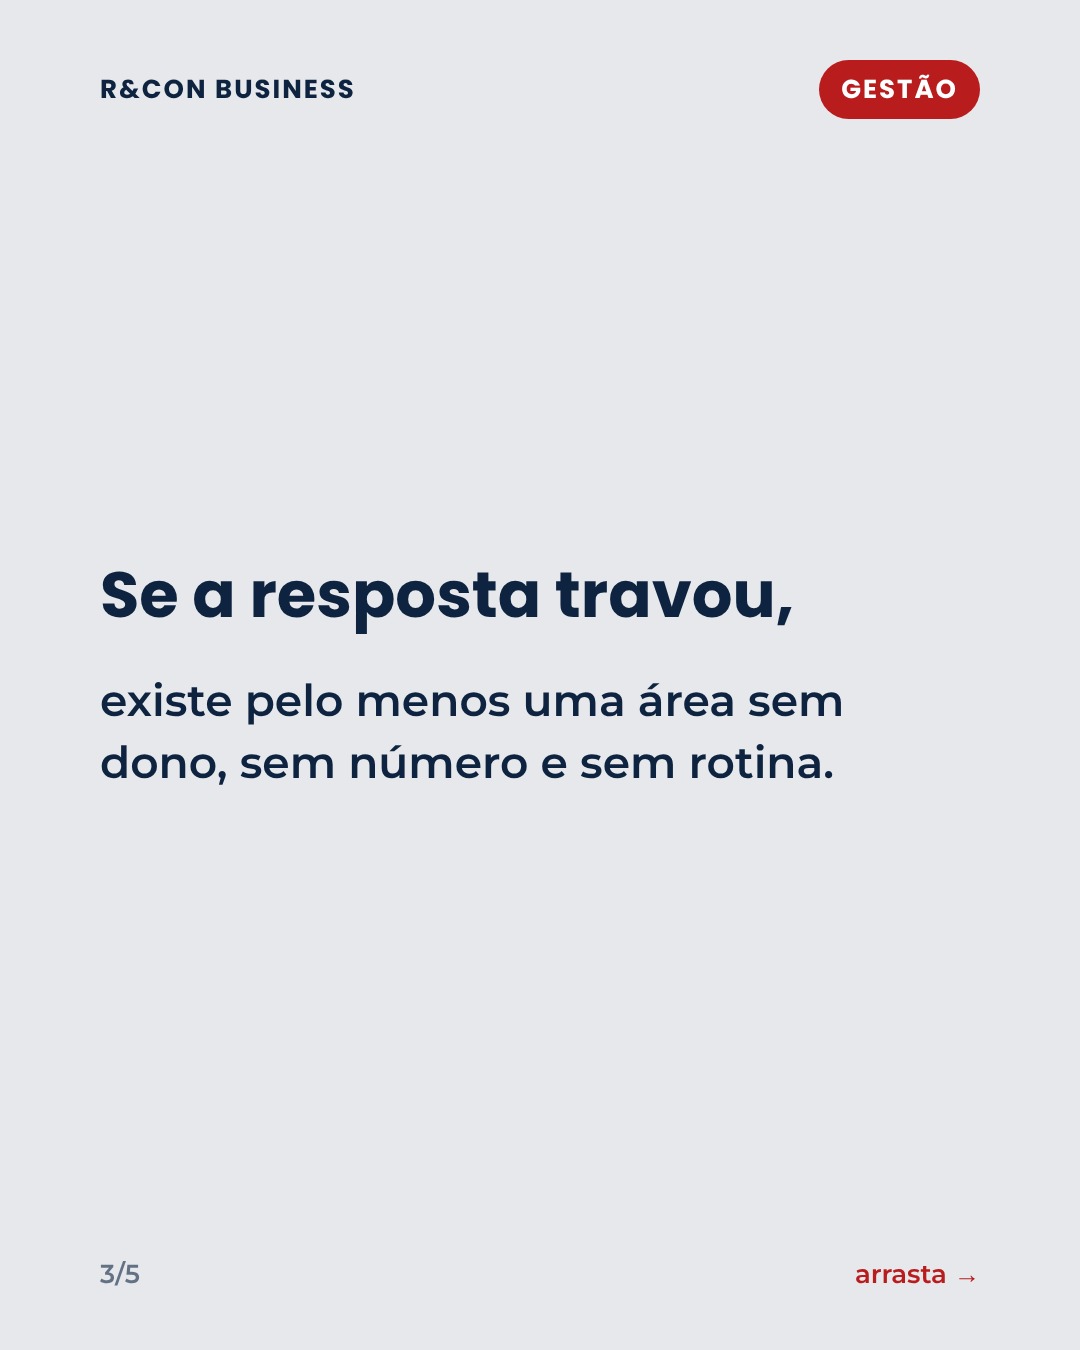 R&CON BUSINESS
GESTÃO
Se a resposta travou,
existe pelo menos uma área sem
dono, sem número e sem rotina.
3/5
arrasta →